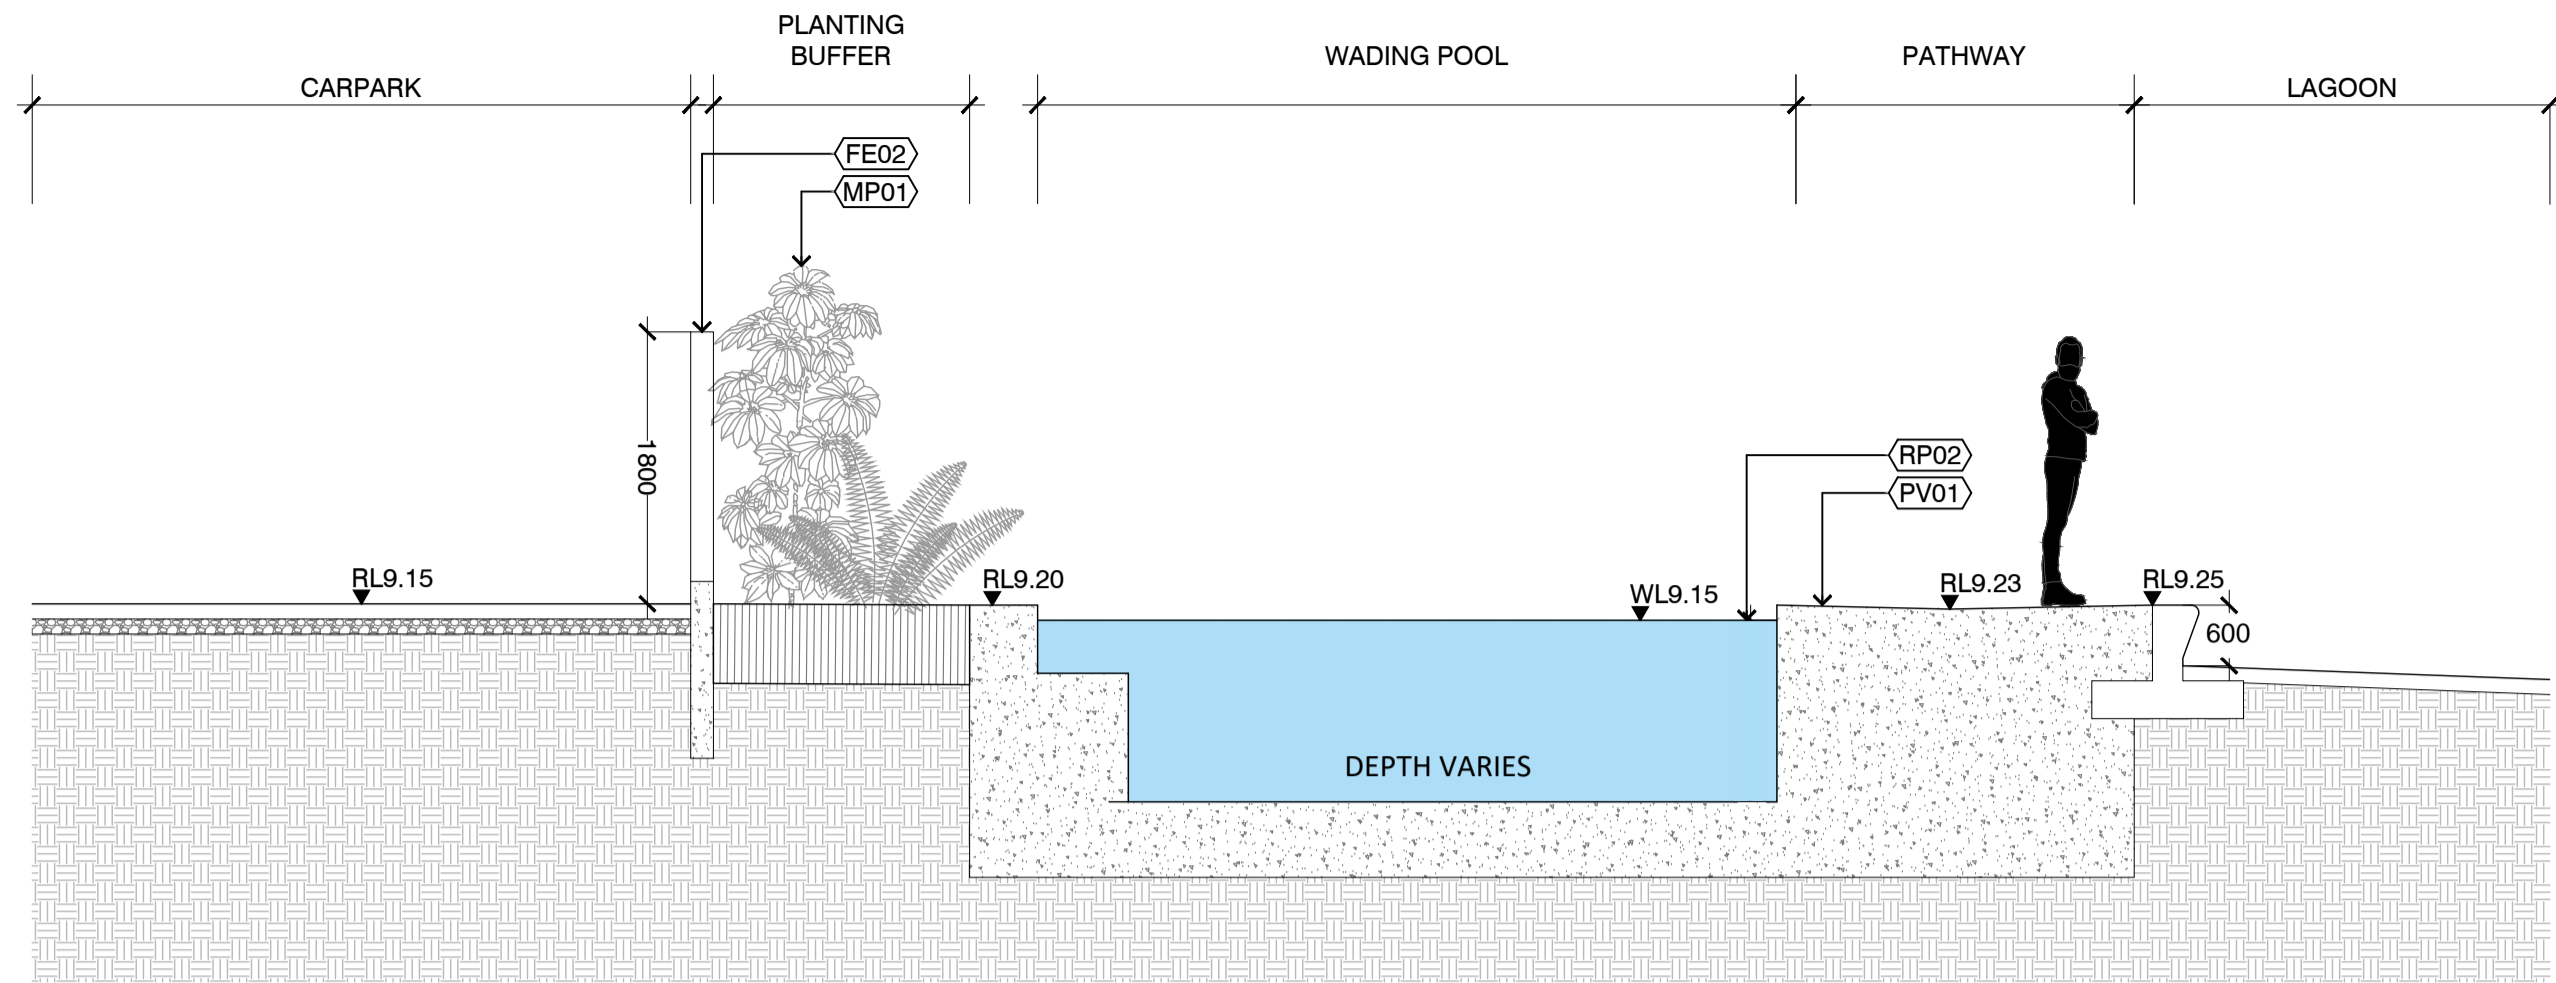 PLANTING
BUFFER
WADING POOL
PATHWAY
CARPARK
LAGOON
FE02
MP01
1800
RP02
PV01
RL9.15
RL9.20
WL9.15
RL9.23
RL9.25
600
DEPTH VARIES